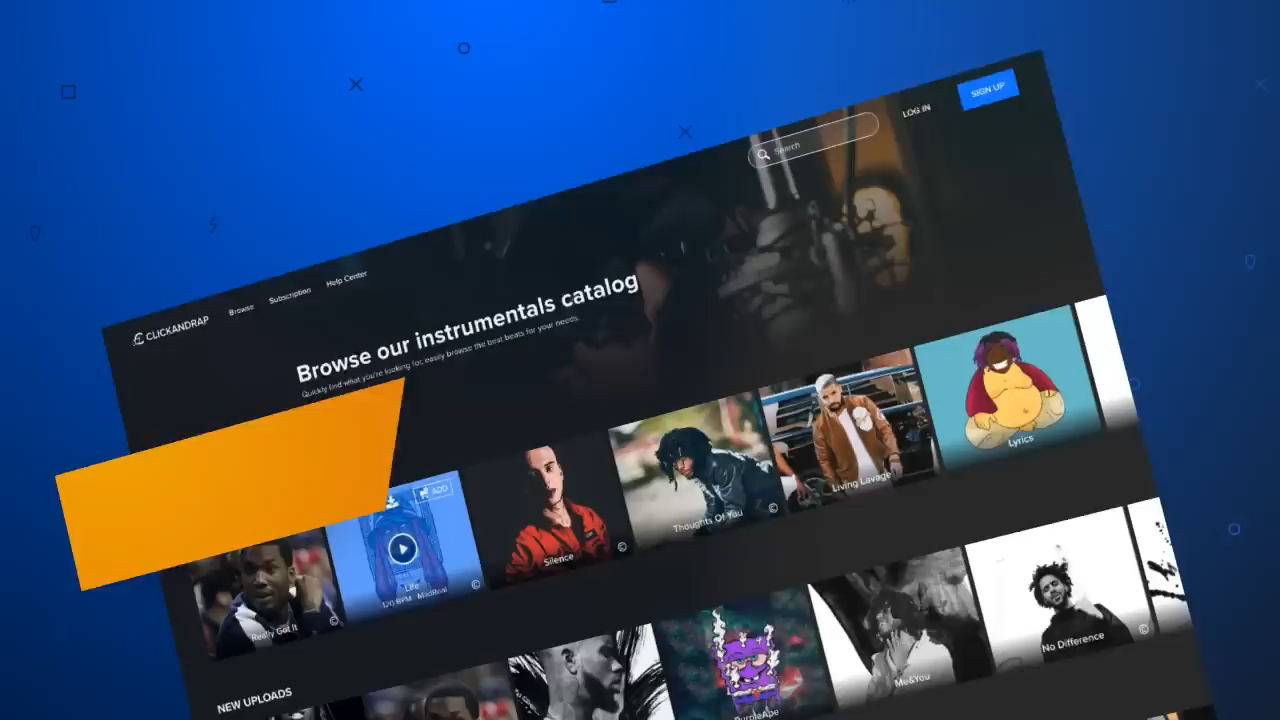 SIGN UP
LOG IN
Search
CLICKANDRAP
Browse
Subscription
Help Center
Browse our instrumentals catalog
Quickly find what you're looking for, easily browse the best beats for your needs.
ADD
Really Got It
©
Life
120 BPM MadReal
©
Silence
©
Thoughts Of You
©
Living Lavage
Lyrics
NEW UPLOADS
PurpleApe
Me&You
No Difference
©